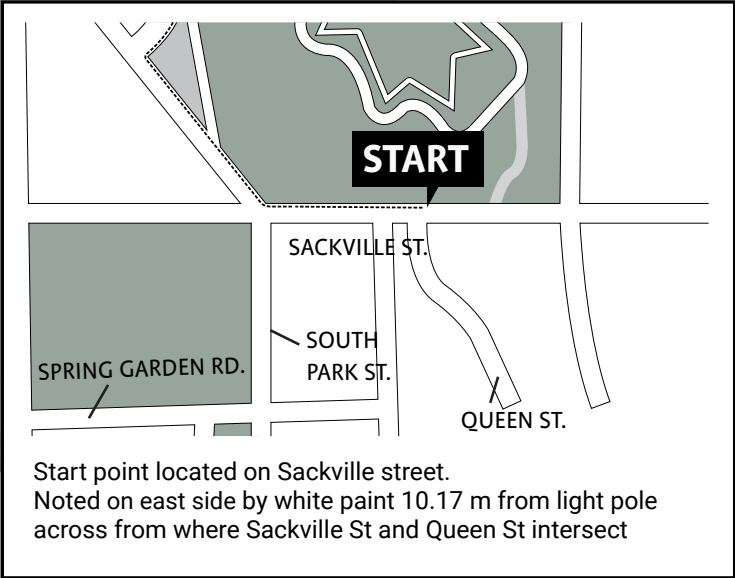 START
SACKVILLE ST.
SOUTH
PARK ST.
SPRING GARDEN RD.
QUEEN ST.
Start point located on Sackville street.
Noted on east side by white paint 10.17 m from light pole
across from where Sackville St and Queen St intersect